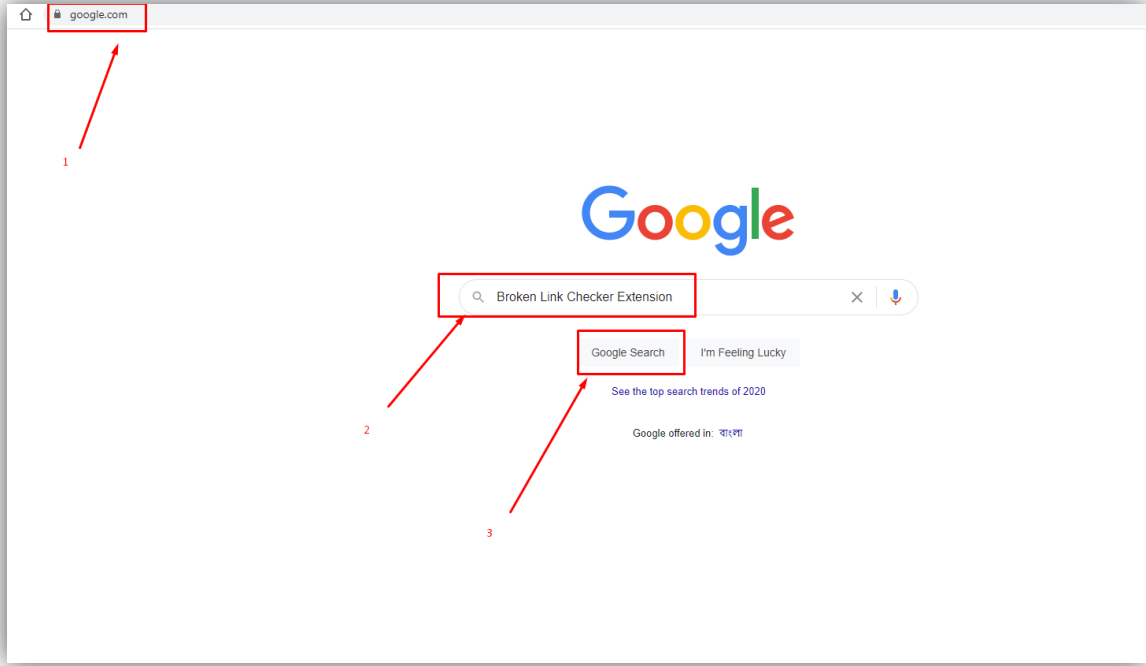 google.com
1
Google
Broken Link Checker Extension
Google Search I'm Feeling Lucky
See the top search trends of 2020
2
Google offered in: বাংলা
3